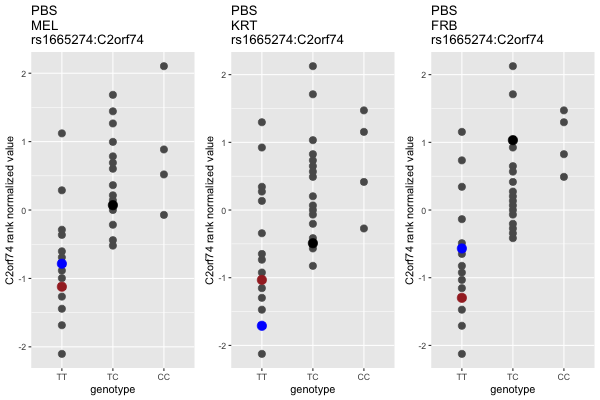 PBS
MEL
rs1665274:C2orf74
C2orf74 rank normalized value
2
1
0
-1
-2
TT
TC
CC
genotype
PBS
KRT
rs1665274:C2orf74
C2orf74 rank normalized value
2
1
0
-1
-2
TT
TC
CC
genotype
PBS
FRB
rs1665274:C2orf74
C2orf74 rank normalized value
2
1
0
-1
-2
TT
TC
CC
genotype